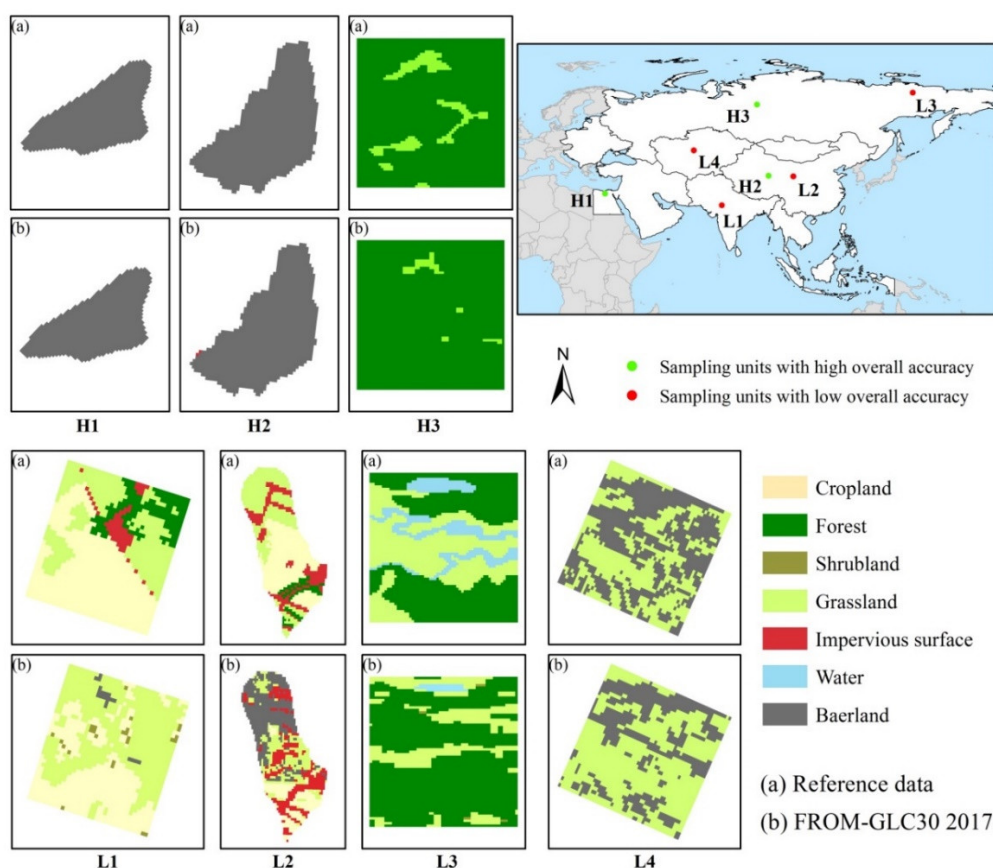 (a) (a) (a)
(b) (b) (b)
H1 H2 H3
H3
L3
L4
H2 L2
H1
L1
N
Sampling units with high overall accuracy
Sampling units with low overall accuracy
(a) (a) (a) (a)
(b) (b) (b) (b)
L1 L2 L3 L4
Cropland
Forest
Shrubland
Grassland
Impervious surface
Water
Baerland
(a) Reference data
(b) FROM-GLC30 2017